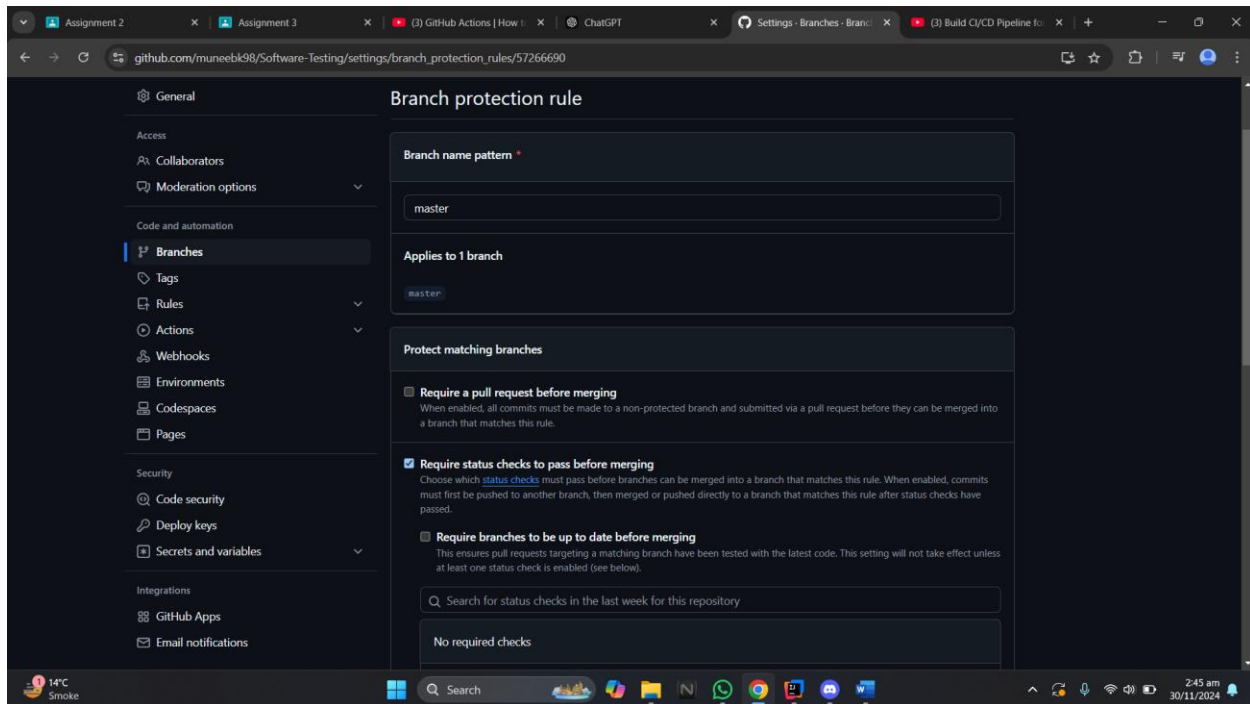 Assignment 2
Assignment 3
(3) GitHub Actions | How t
ChatGPT
Settings · Branches · Branc
(3) Build CI/CD Pipeline fo
github.com/muneebk98/Software-Testing/settings/branch_protection_rules/57266690
General
Access
Collaborators
Moderation options
Code and automation
Branches
Tags
Rules
Actions
Webhooks
Environments
Codespaces
Pages
Security
Code security
Deploy keys
Secrets and variables
Integrations
GitHub Apps
Email notifications
Branch protection rule
Branch name pattern *
master
Applies to 1 branch
master
Protect matching branches
Require a pull request before merging
When enabled, all commits must be made to a non-protected branch and submitted via a pull request before they can be merged into
a branch that matches this rule.
Require status checks to pass before merging
Choose which status checks must pass before branches can be merged into a branch that matches this rule. When enabled, commits
must first be pushed to another branch, then merged or pushed directly to a branch that matches this rule after status checks have
passed.
Require branches to be up to date before merging
This ensures pull requests targeting a matching branch have been tested with the latest code. This setting will not take effect unless
at least one status check is enabled (see below).
Search for status checks in the last week for this repository
No required checks
1
14°C
Smoke
Search
2:45 am
30/11/2024